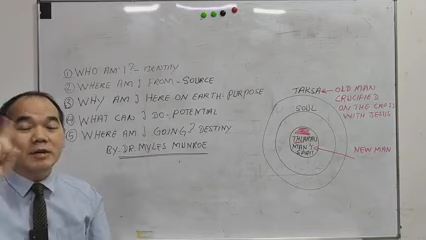 ① WHO AM I? - IDENTITY
② WHERE AM I FROM - SOURCE
③ WHY AM I HERE ON EARTH - PURPOSE
④ WHAT CAN I DO - POTENTIAL
⑤ WHERE AM I GOING? DESTINY
BY. DR. MYLES MUNROE
TAKSA
OLD MAN
CRUCIFIED
ON THE
WITH JESUS
SOUL
MAN'S
SPIRIT
NEW MAN